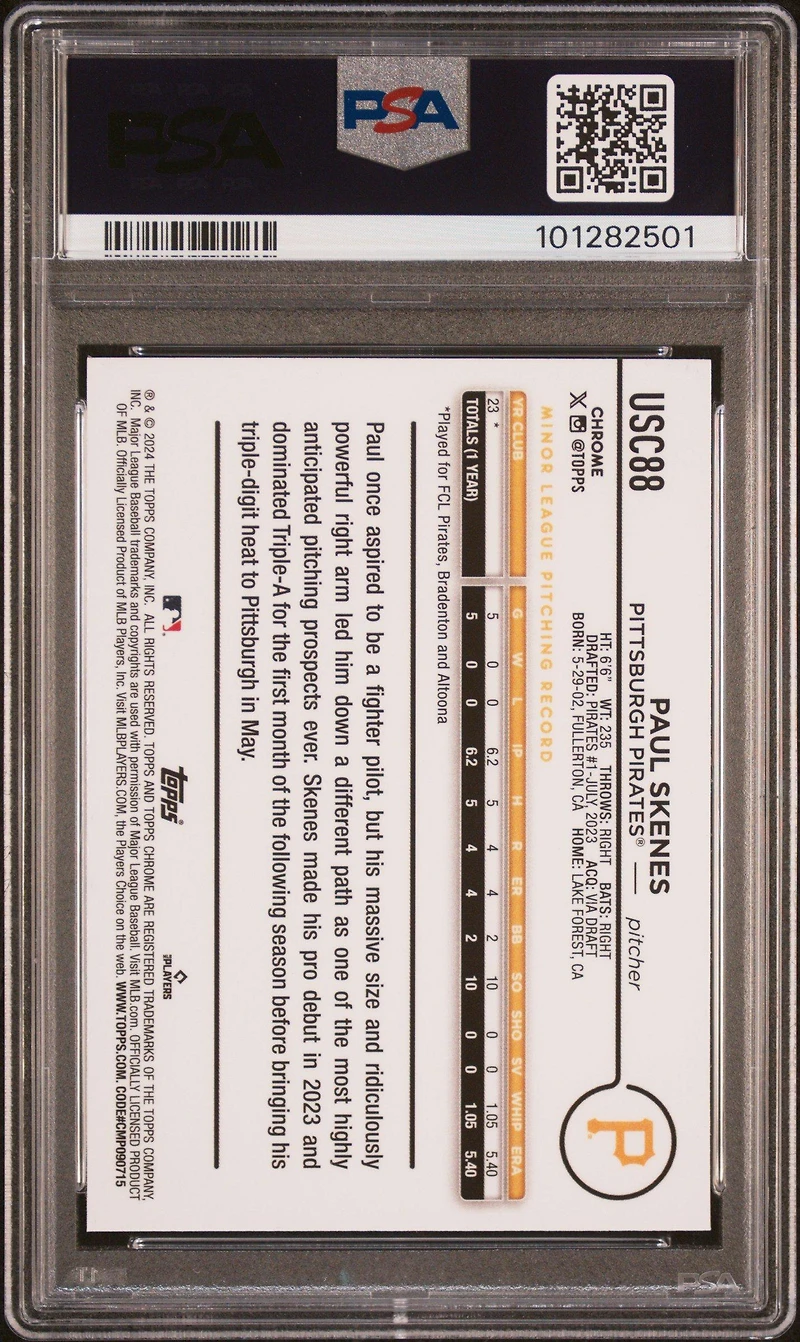 PSA
PSA
101282501
USC88
PAUL SKENES
PITTSBURGH PIRATES® — pitcher
CHROME
X @TOPPS
HT: 6'6" WT: 235 THROWS: RIGHT BATS: RIGHT
DRAFTED: PIRATES #1-JULY, 2023 ACQ: VIA DRAFT
BORN: 5-29-02, FULLERTON, CA HOME: LAKE FOREST, CA
P
MINOR LEAGUE PITCHING RECORD
YR CLUB G W L IP H R ER BB SO SHO SV WHIP ERA
23 * 5 0 0 6.2 5 4 4 2 10 0 0 1.05 5.40
TOTALS (1 YEAR) 5 0 0 6.2 5 4 4 2 10 0 0 1.05 5.40
*Played for FCL Pirates, Bradenton and Altoona
Paul once aspired to be a fighter pilot, but his massive size and ridiculously
powerful right arm led him down a different path as one of the most highly
anticipated pitching prospects ever. Skenes made his pro debut in 2023 and
dominated Triple-A for the first month of the following season before bringing his
triple-digit heat to Pittsburgh in May.
topps®
PLAYERS
® & © 2024 THE TOPPS COMPANY, INC. ALL RIGHTS RESERVED. TOPPS AND TOPPS CHROME ARE REGISTERED TRADEMARKS OF THE TOPPS COMPANY,
INC. Major League Baseball trademarks and copyrights are used with permission of Major League Baseball. Visit MLB.com. OFFICIALLY LICENSED PRODUCT
OF MLB. Officially Licensed Product of MLB Players, Inc. Visit MLBPLAYERS.COM, the Players Choice on the web. WWW.TOPPS.COM. CODE#CMP090715
PSA